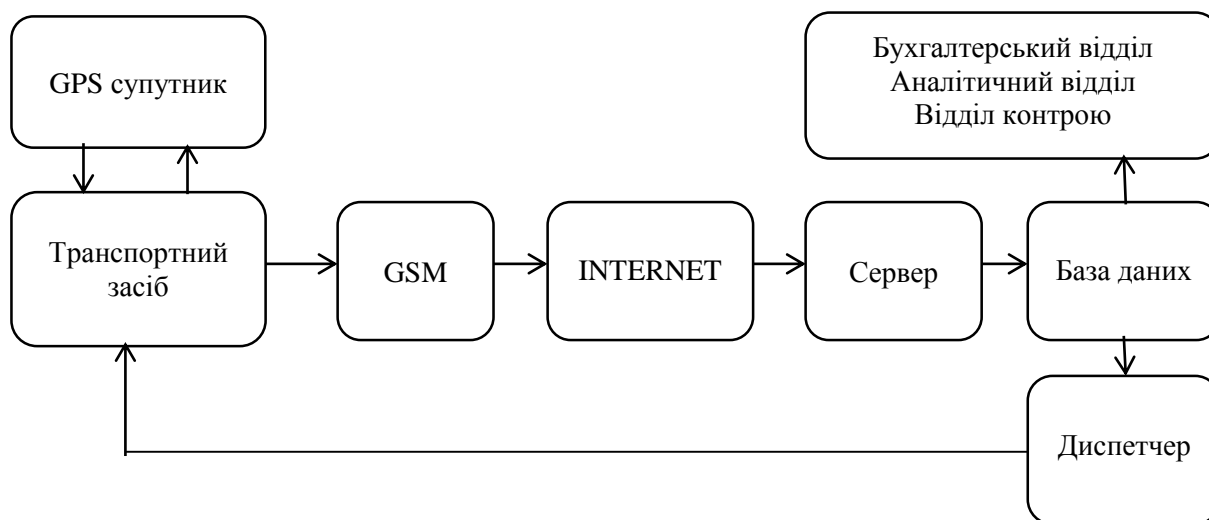 GPS супутник
Бухгалтерський відділ
Аналітичний відділ
Відділ контрою
Транспортний
засіб
GSM
INTERNET
Сервер
База даних
Диспетчер